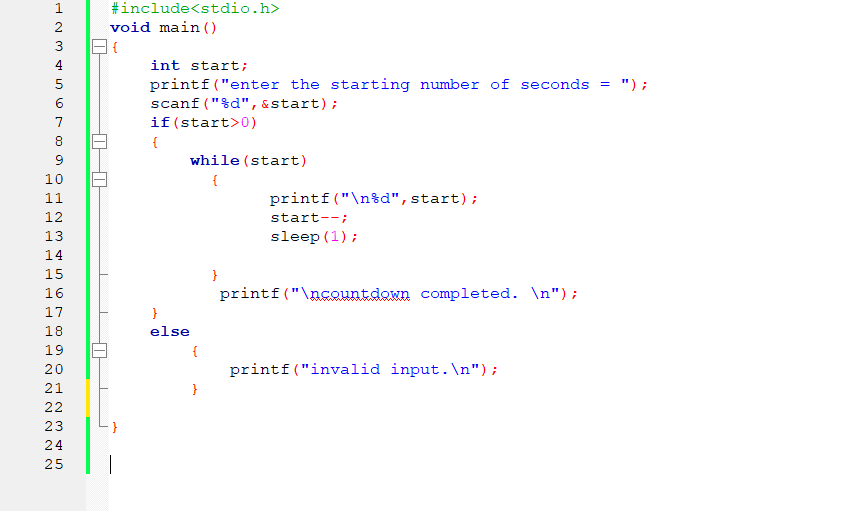 1 #include<stdio.h>
2 void main()
3 {
4 int start;
5 printf("enter the starting number of seconds = ");
6 scanf("%d",&start);
7 if(start>0)
8 {
9 while(start)
10 {
11 printf("\n%d",start);
12 start--;
13 sleep(1);
14
15 }
16 printf("\ncountdown completed. \n");
17 }
18 else
19 {
20 printf("invalid input.\n");
21 }
22
23 }
24
25